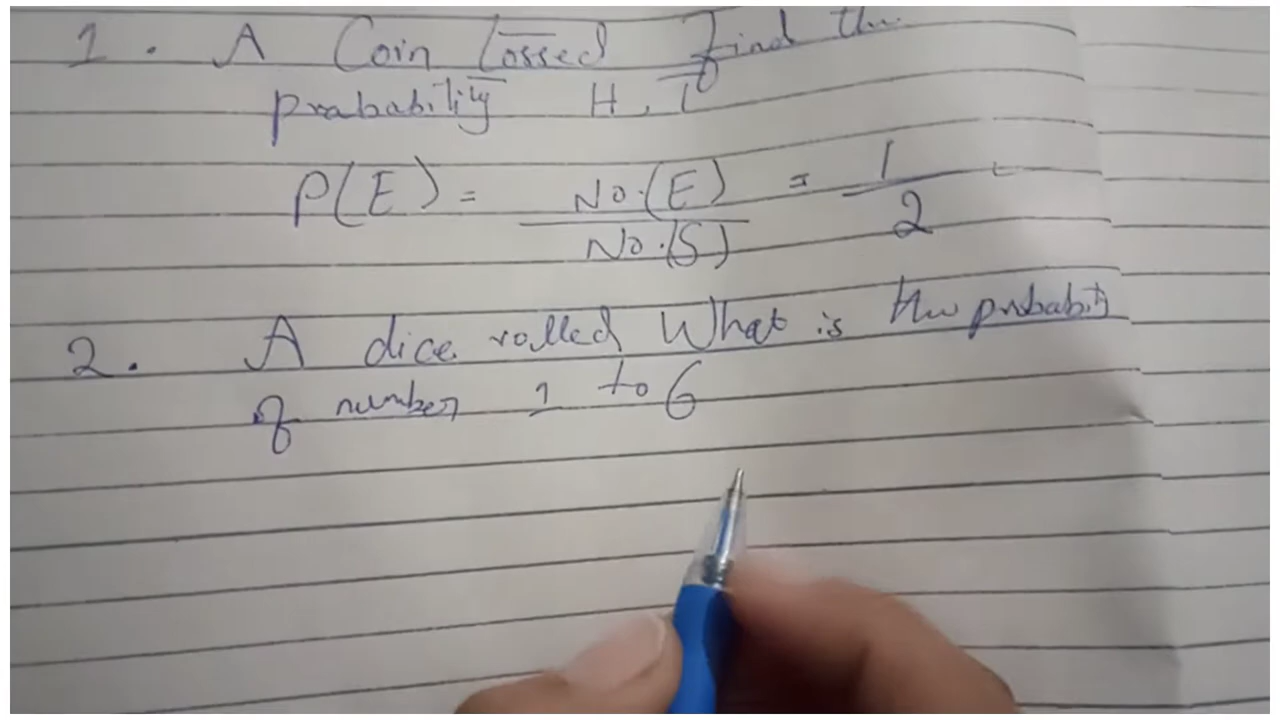 1. A Coin Tossed Find the
probability H, T
P(E) = No.(E) = 1
No.(S) 2
2. A dice rolled What is the probability
of number 1 to 6